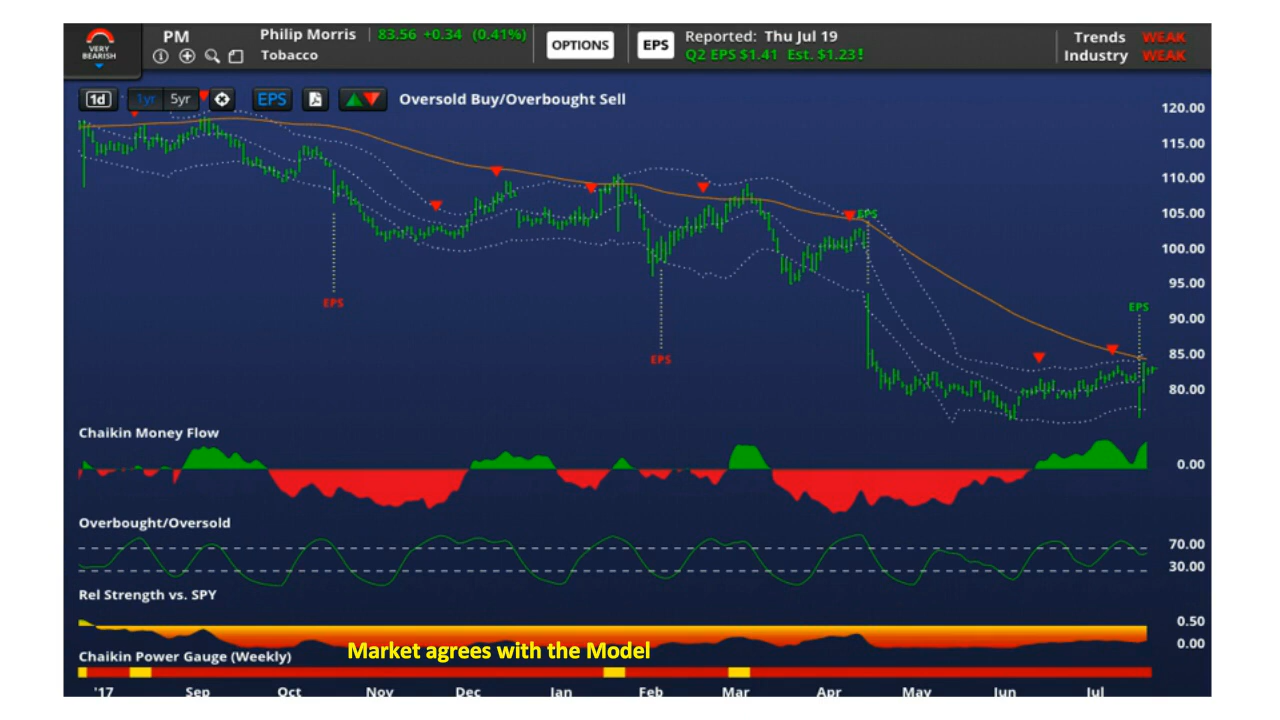 VERY
BEARISH
PM
Philip Morris | 83.56 +0.34 (0.41%)
Tobacco
OPTIONS
EPS
Reported: Thu Jul 19
Q2 EPS $1.41 Est. $1.23!
Trends WEAK
Industry WEAK
1d 1yr 5yr EPS Oversold Buy/Overbought Sell
120.00
115.00
110.00
105.00
100.00
95.00
90.00
85.00
80.00
EPS
EPS
EPS
EPS
Chaikin Money Flow
0.00
Overbought/Oversold
70.00
30.00
Rel Strength vs. SPY
0.50
0.00
Market agrees with the Model
Chaikin Power Gauge (Weekly)
'17 Sep Oct Nov Dec Jan Feb Mar Apr May Jun Jul